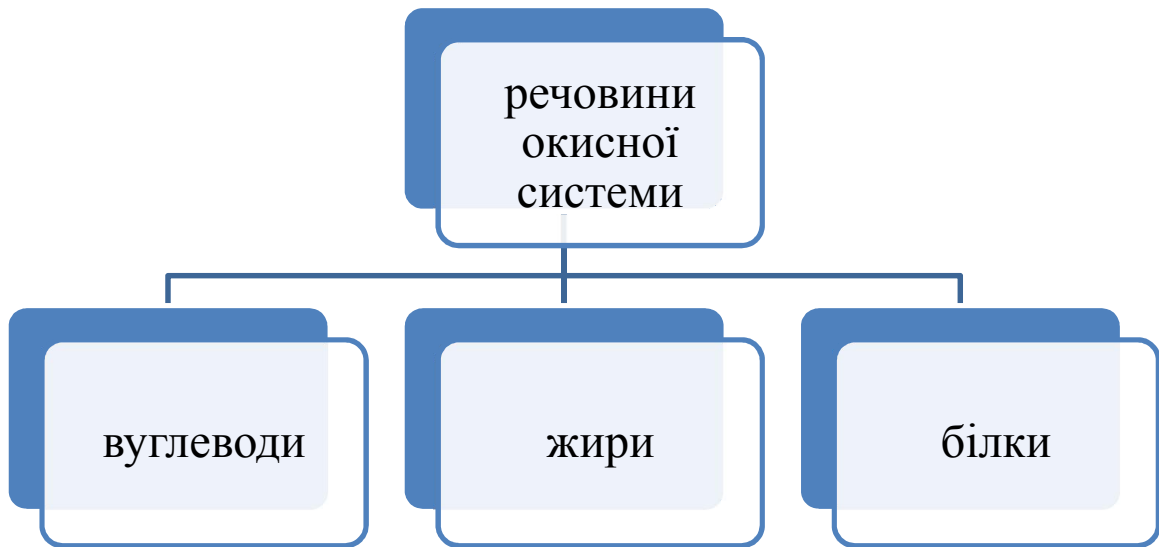 речовини
окисної
системи
вуглеводи
жири
білки